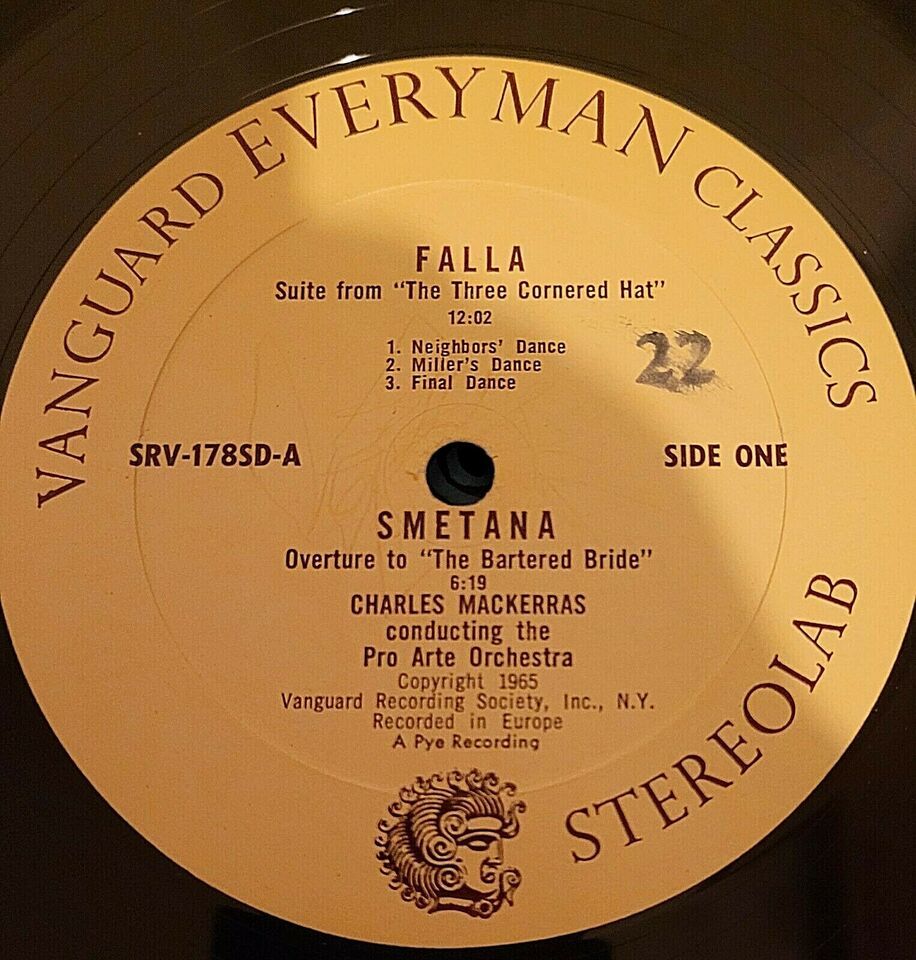 VANGUARD EVERYMAN CLASSICS
FALLA
Suite from "The Three Cornered Hat"
12:02
1. Neighbors' Dance
2. Miller's Dance
3. Final Dance
22
SRV-178SD-A
SIDE ONE
SMETANA
Overture to "The Bartered Bride"
6:19
CHARLES MACKERRAS
conducting the
Pro Arte Orchestra
Copyright 1965
Vanguard Recording Society, Inc., N.Y.
Recorded in Europe
A Pye Recording
STEREOLAB